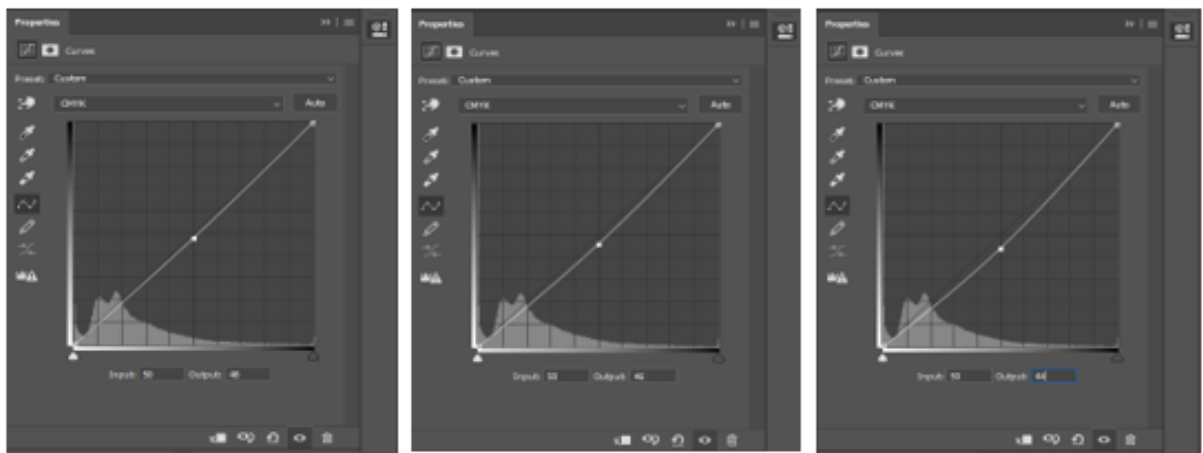 Properties
Curves
Preset: Custom
CMYK
Auto
Input: 50 Output: 48
Properties
Curves
Preset: Custom
CMYK
Auto
Input: 50 Output: 46
Properties
Curves
Preset: Custom
CMYK
Auto
Input: 50 Output: